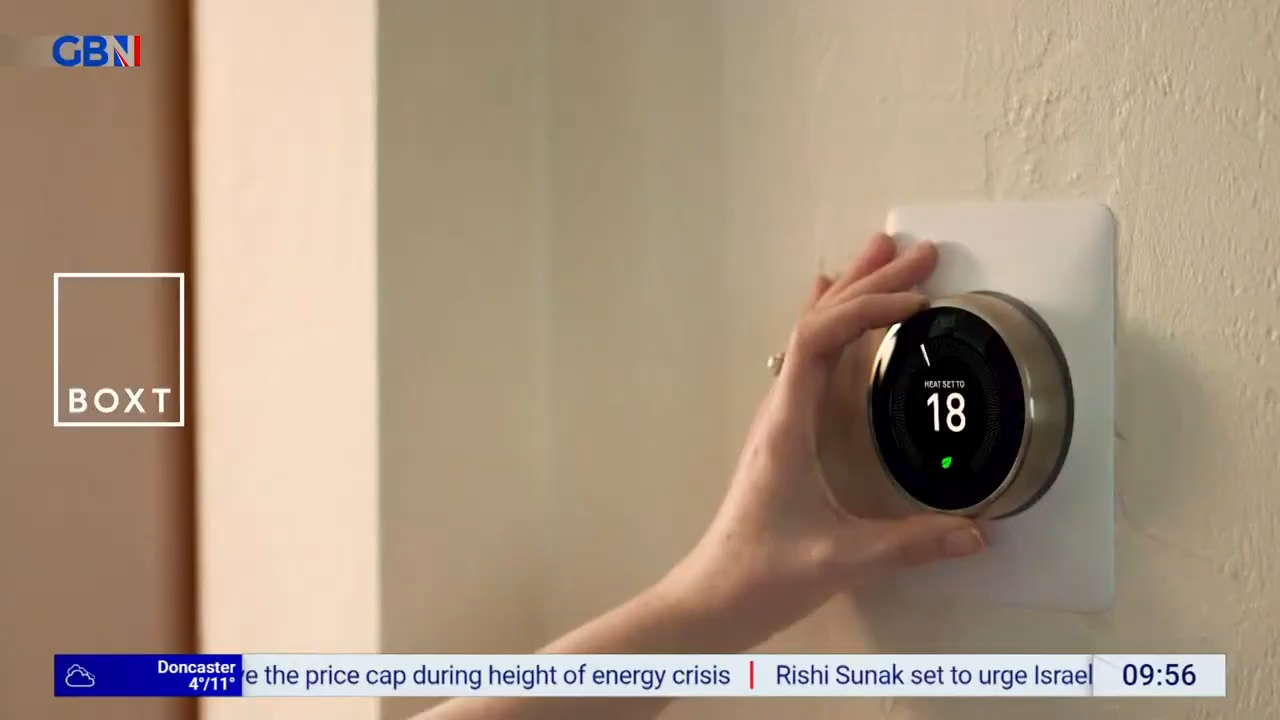 GBN
BOXT
HEAT SET TO
18
Doncaster
4°/11°
e the price cap during height of energy crisis | Rishi Sunak set to urge Israel
09:56